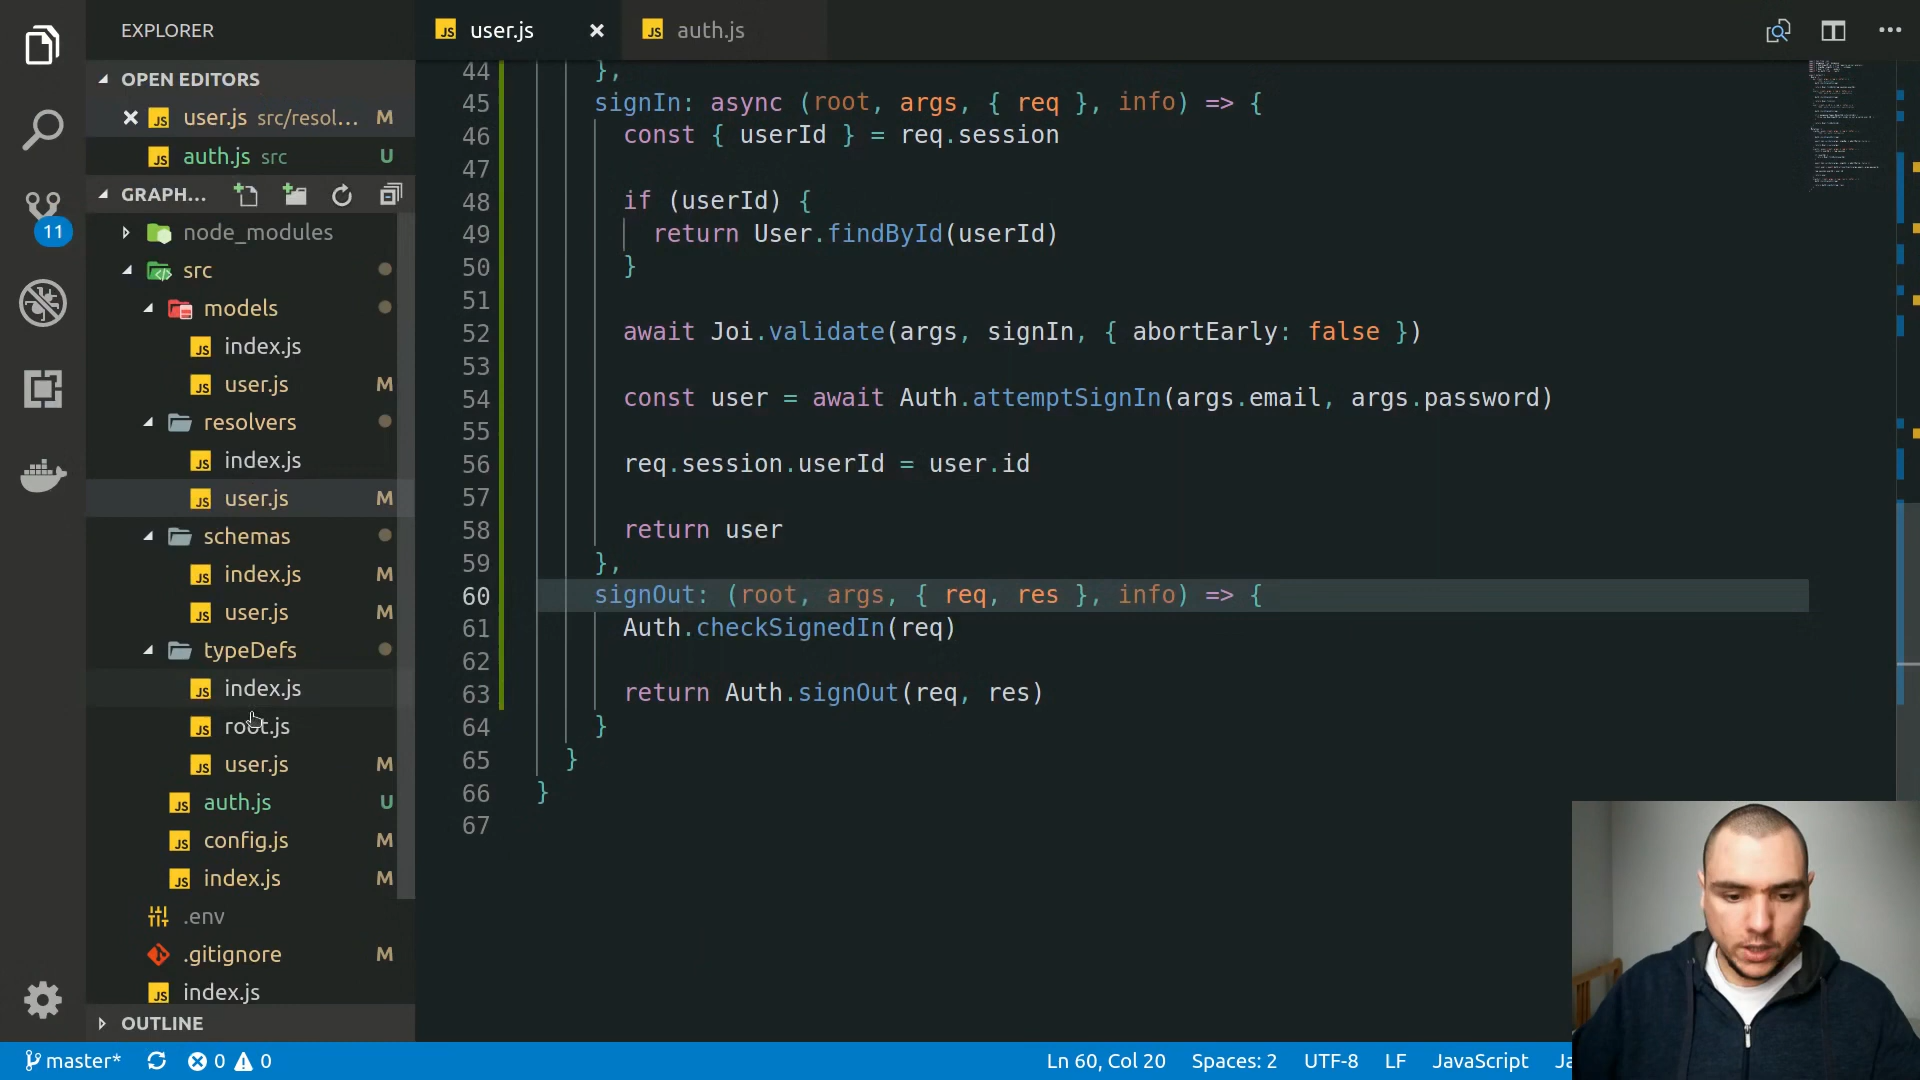 EXPLORER
OPEN EDITORS
user.js src/resol... M
auth.js src U
GRAPH...
node_modules
src
models
index.js
user.js M
resolvers
index.js
user.js M
schemas
index.js M
user.js M
typeDefs
index.js
root.js
user.js M
auth.js U
config.js M
index.js M
.env
.gitignore M
index.js
OUTLINE
11
user.js
auth.js
44 },
45 signIn: async (root, args, { req }, info) => {
46 const { userId } = req.session
47
48 if (userId) {
49 return User.findById(userId)
50 }
51
52 await Joi.validate(args, signIn, { abortEarly: false })
53
54 const user = await Auth.attemptSignIn(args.email, args.password)
55
56 req.session.userId = user.id
57
58 return user
59 },
60 signOut: (root, args, { req, res }, info) => {
61 Auth.checkSignedIn(req)
62
63 return Auth.signOut(req, res)
64 }
65 }
66 }
67
master* 0 0 Ln 60, Col 20 Spaces: 2 UTF-8 LF JavaScript Ja